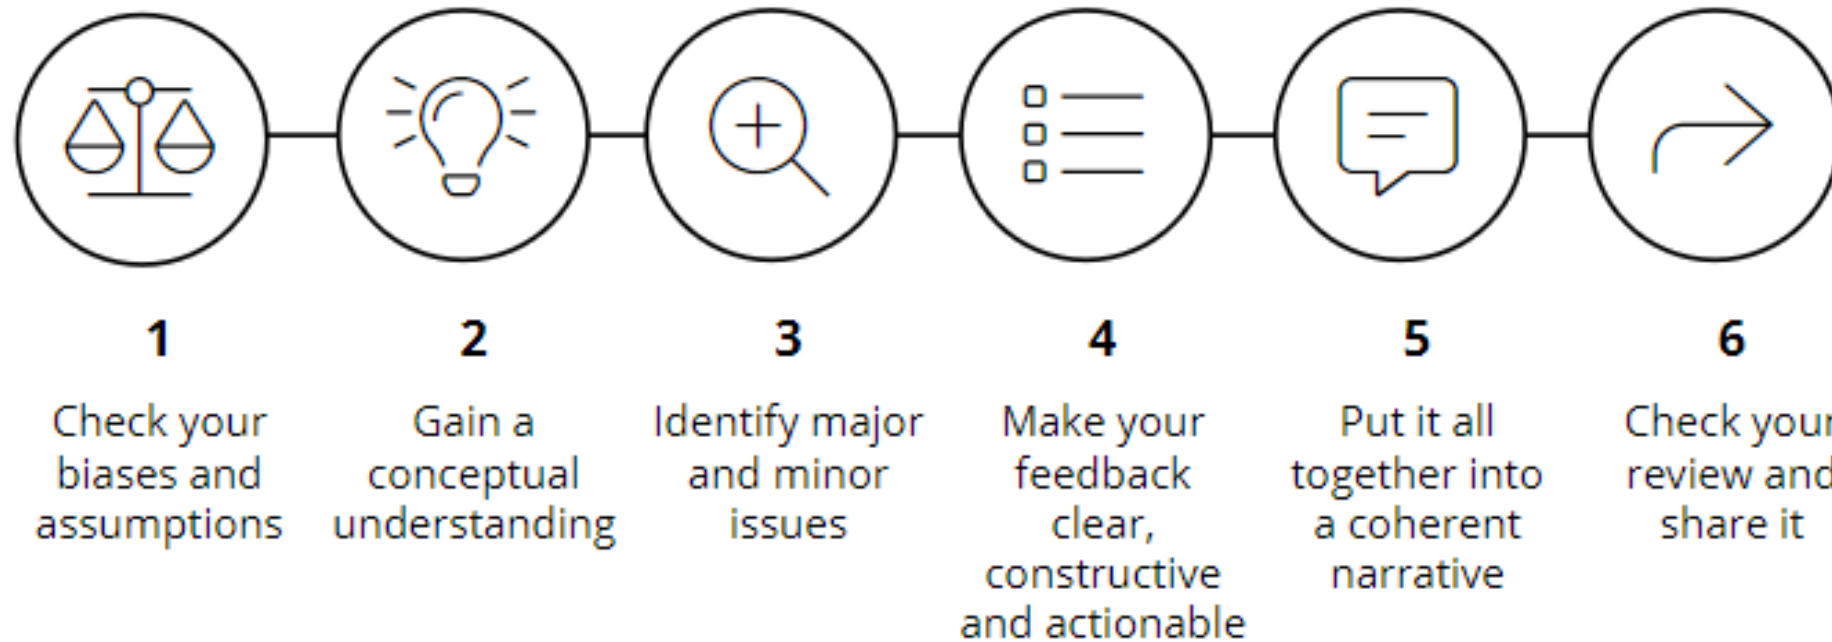 1
Check your
biases and
assumptions
2
Gain a
conceptual
understanding
3
Identify major
and minor
issues
4
Make your
feedback
clear,
constructive
and actionable
5
Put it all
together into
a coherent
narrative
6
Check your
review and
share it